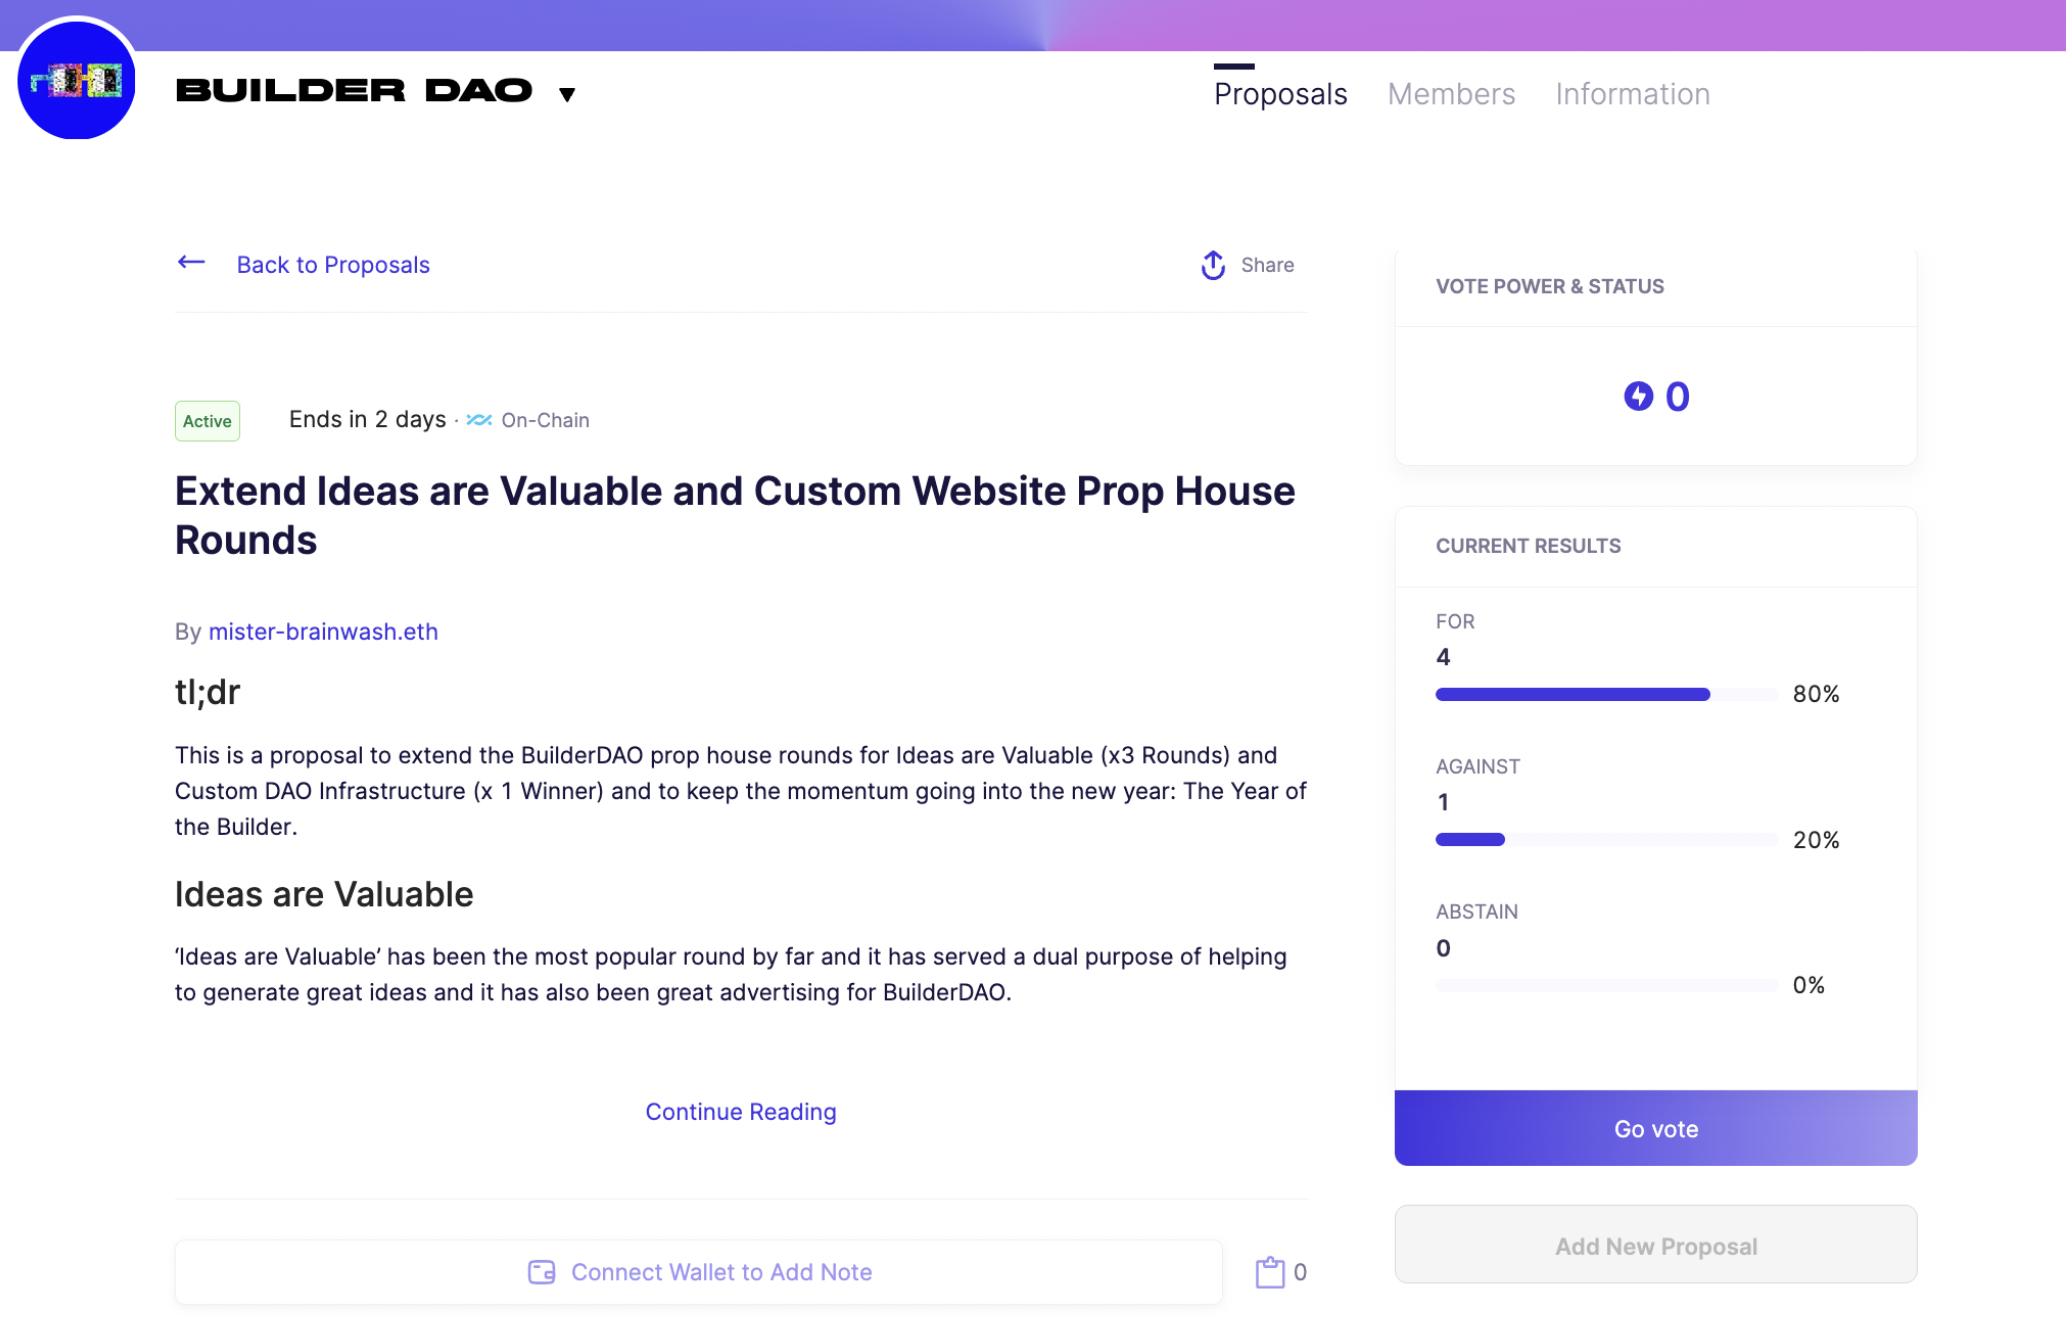 BUILDER DAO ▼
Proposals
Members
Information
← Back to Proposals
Share
Active
Ends in 2 days · On-Chain
Extend Ideas are Valuable and Custom Website Prop House
Rounds
By mister-brainwash.eth
tl;dr
This is a proposal to extend the BuilderDAO prop house rounds for Ideas are Valuable (x3 Rounds) and
Custom DAO Infrastructure (x 1 Winner) and to keep the momentum going into the new year: The Year of
the Builder.
Ideas are Valuable
‘Ideas are Valuable’ has been the most popular round by far and it has served a dual purpose of helping
to generate great ideas and it has also been great advertising for BuilderDAO.
Continue Reading
Connect Wallet to Add Note
0
VOTE POWER & STATUS
0
CURRENT RESULTS
FOR
4
80%
AGAINST
1
20%
ABSTAIN
0
0%
Go vote
Add New Proposal